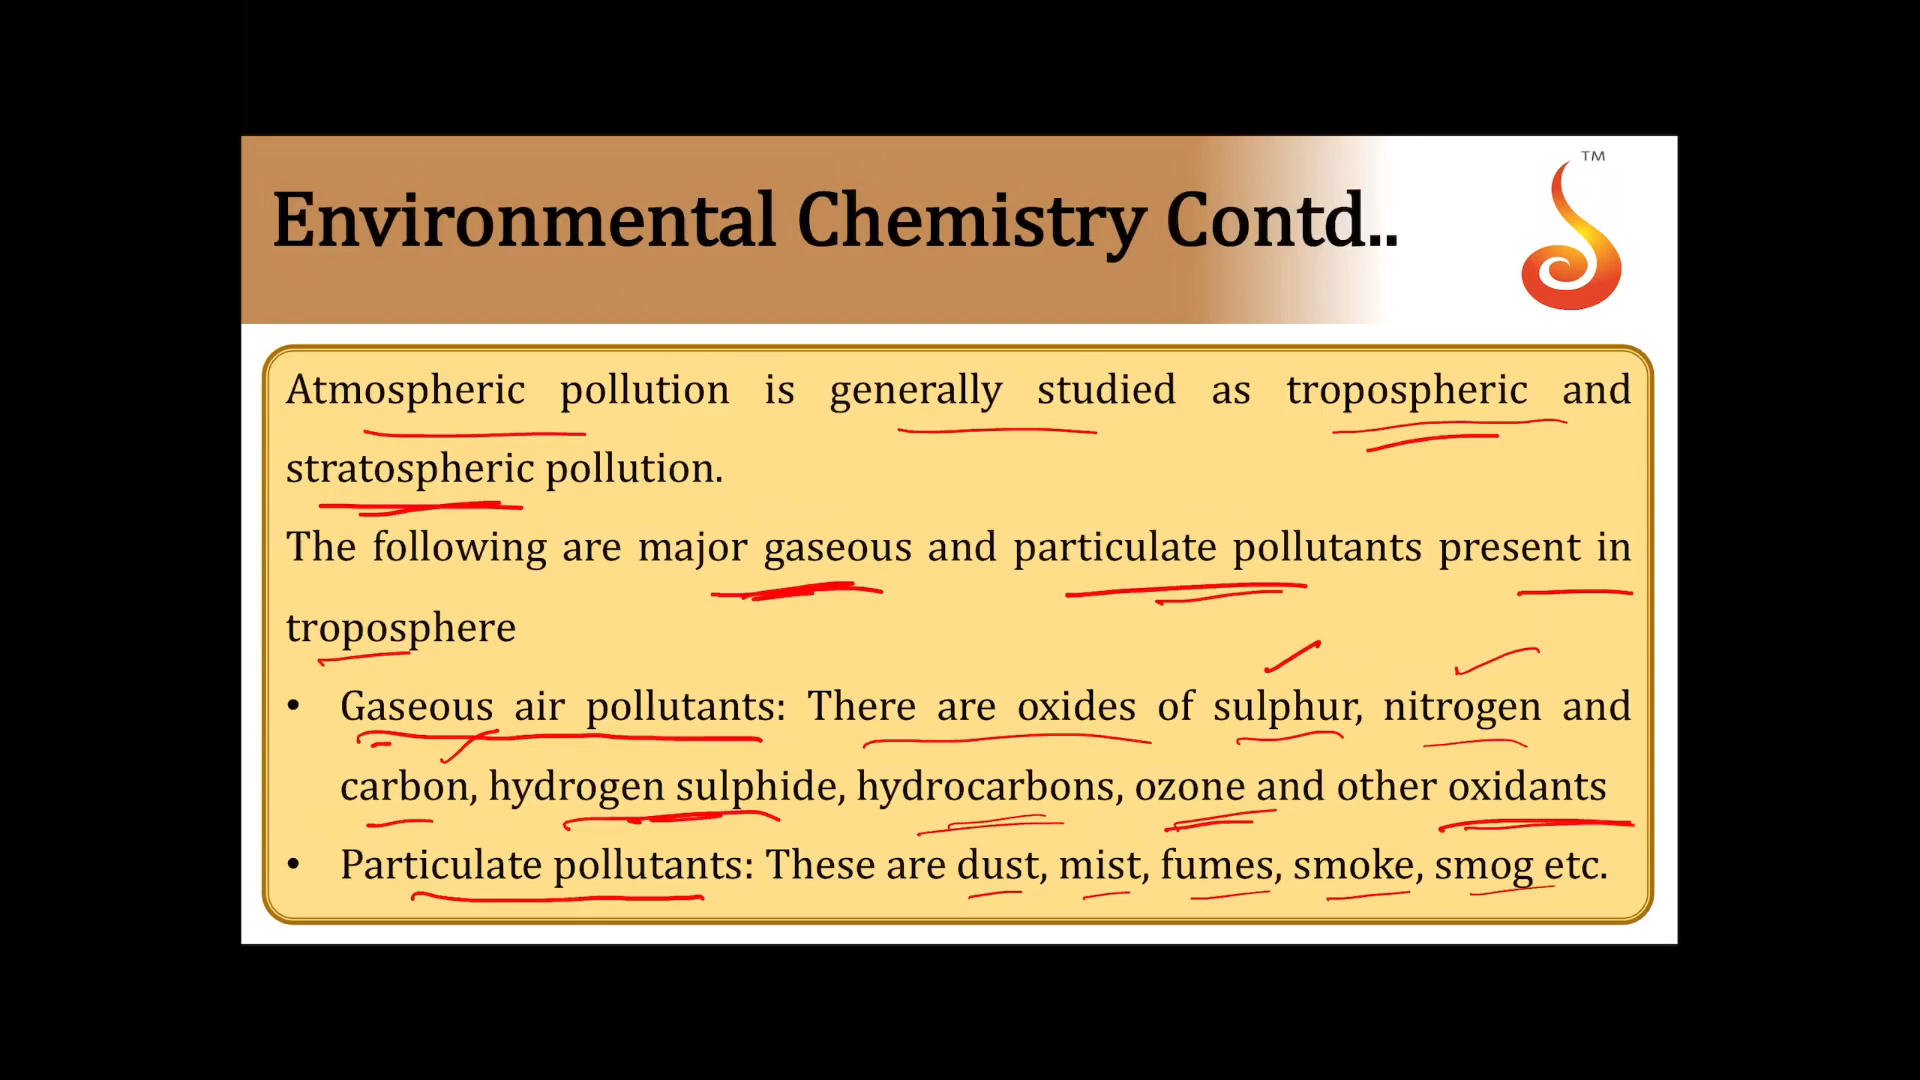 Environmental Chemistry Contd..
TM
Atmospheric pollution is generally studied as tropospheric and
stratospheric pollution.
The following are major gaseous and particulate pollutants present in
troposphere
• Gaseous air pollutants: There are oxides of sulphur, nitrogen and
carbon, hydrogen sulphide, hydrocarbons, ozone and other oxidants
• Particulate pollutants: These are dust, mist, fumes, smoke, smog etc.